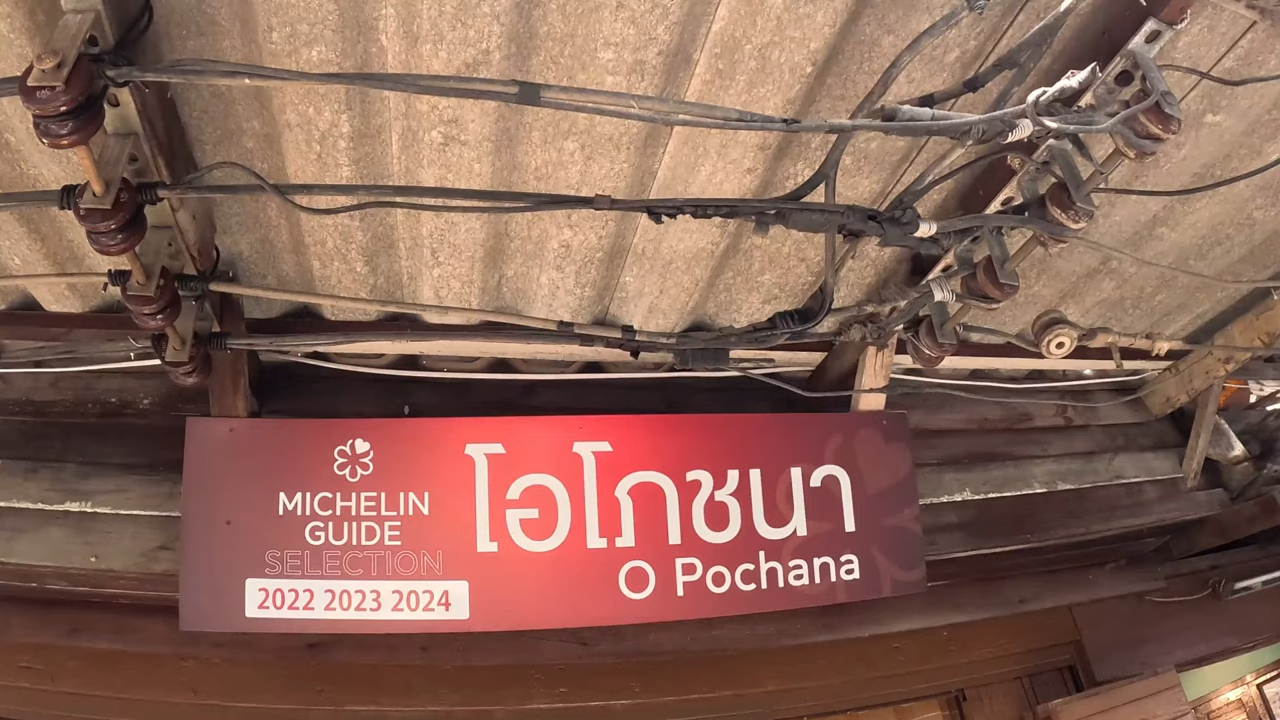 MICHELIN
GUIDE
SELECTION
2022 2023 2024
โอโภชนา
O Pochana